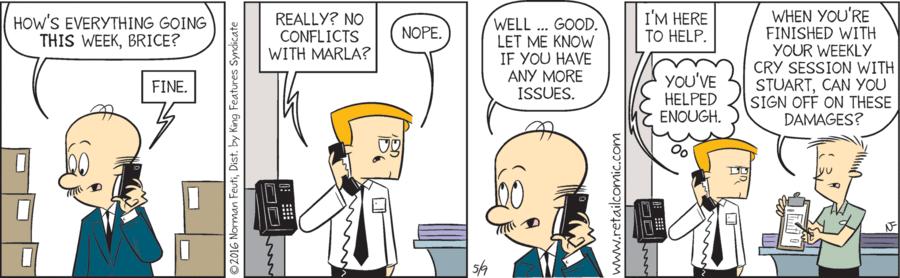 HOW'S EVERYTHING GOING
THIS WEEK, BRICE?
FINE.
©2016 Norman Feuti, Dist. by King Features Syndicate
REALLY? NO
CONFLICTS
WITH MARLA?
NOPE.
WELL ... GOOD.
LET ME KNOW
IF YOU HAVE
ANY MORE
ISSUES.
5/9
www.retailcomic.com
I'M HERE
TO HELP.
YOU'VE
HELPED
ENOUGH.
WHEN YOU'RE
FINISHED WITH
YOUR WEEKLY
CRY SESSION WITH
STUART, CAN YOU
SIGN OFF ON THESE
DAMAGES?
NF